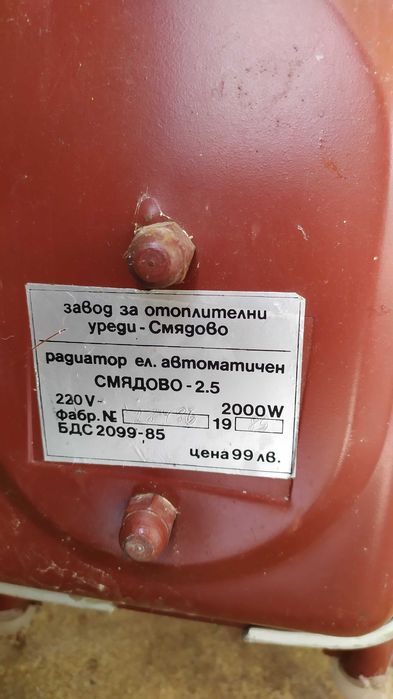 завод за отоплителни
уреди - Смядово
радиатор ел. автоматичен
СМЯДОВО - 2.5
220 V~ 2000W
Фабр. № 19
БДС 2099-85
цена 99 лв.